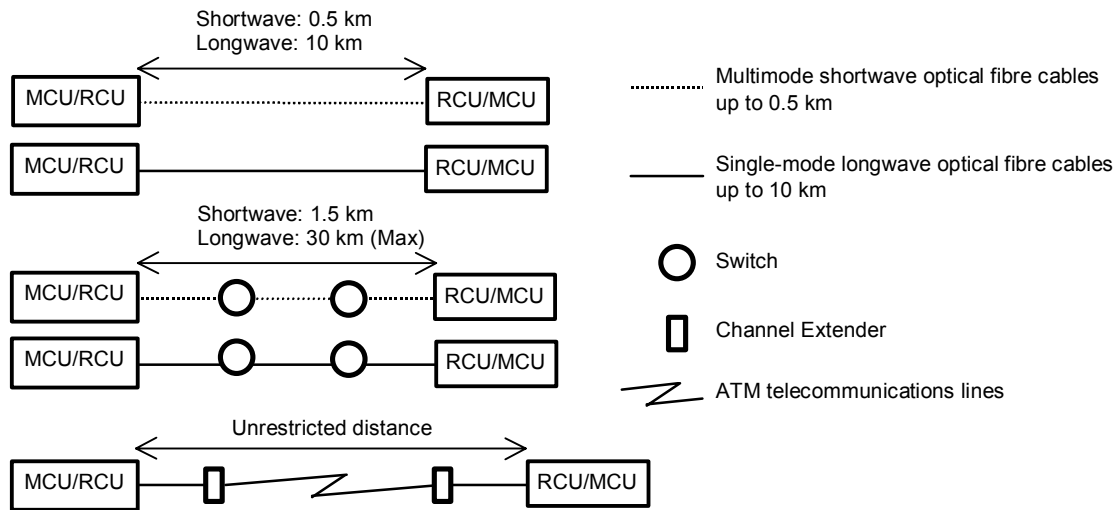 Shortwave: 0.5 km
Longwave: 10 km
MCU/RCU
RCU/MCU
MCU/RCU
RCU/MCU
Shortwave: 1.5 km
Longwave: 30 km (Max)
MCU/RCU
RCU/MCU
MCU/RCU
RCU/MCU
Unrestricted distance
MCU/RCU
RCU/MCU
Multimode shortwave optical fibre cables
up to 0.5 km
Single-mode longwave optical fibre cables
up to 10 km
Switch
Channel Extender
ATM telecommunications lines